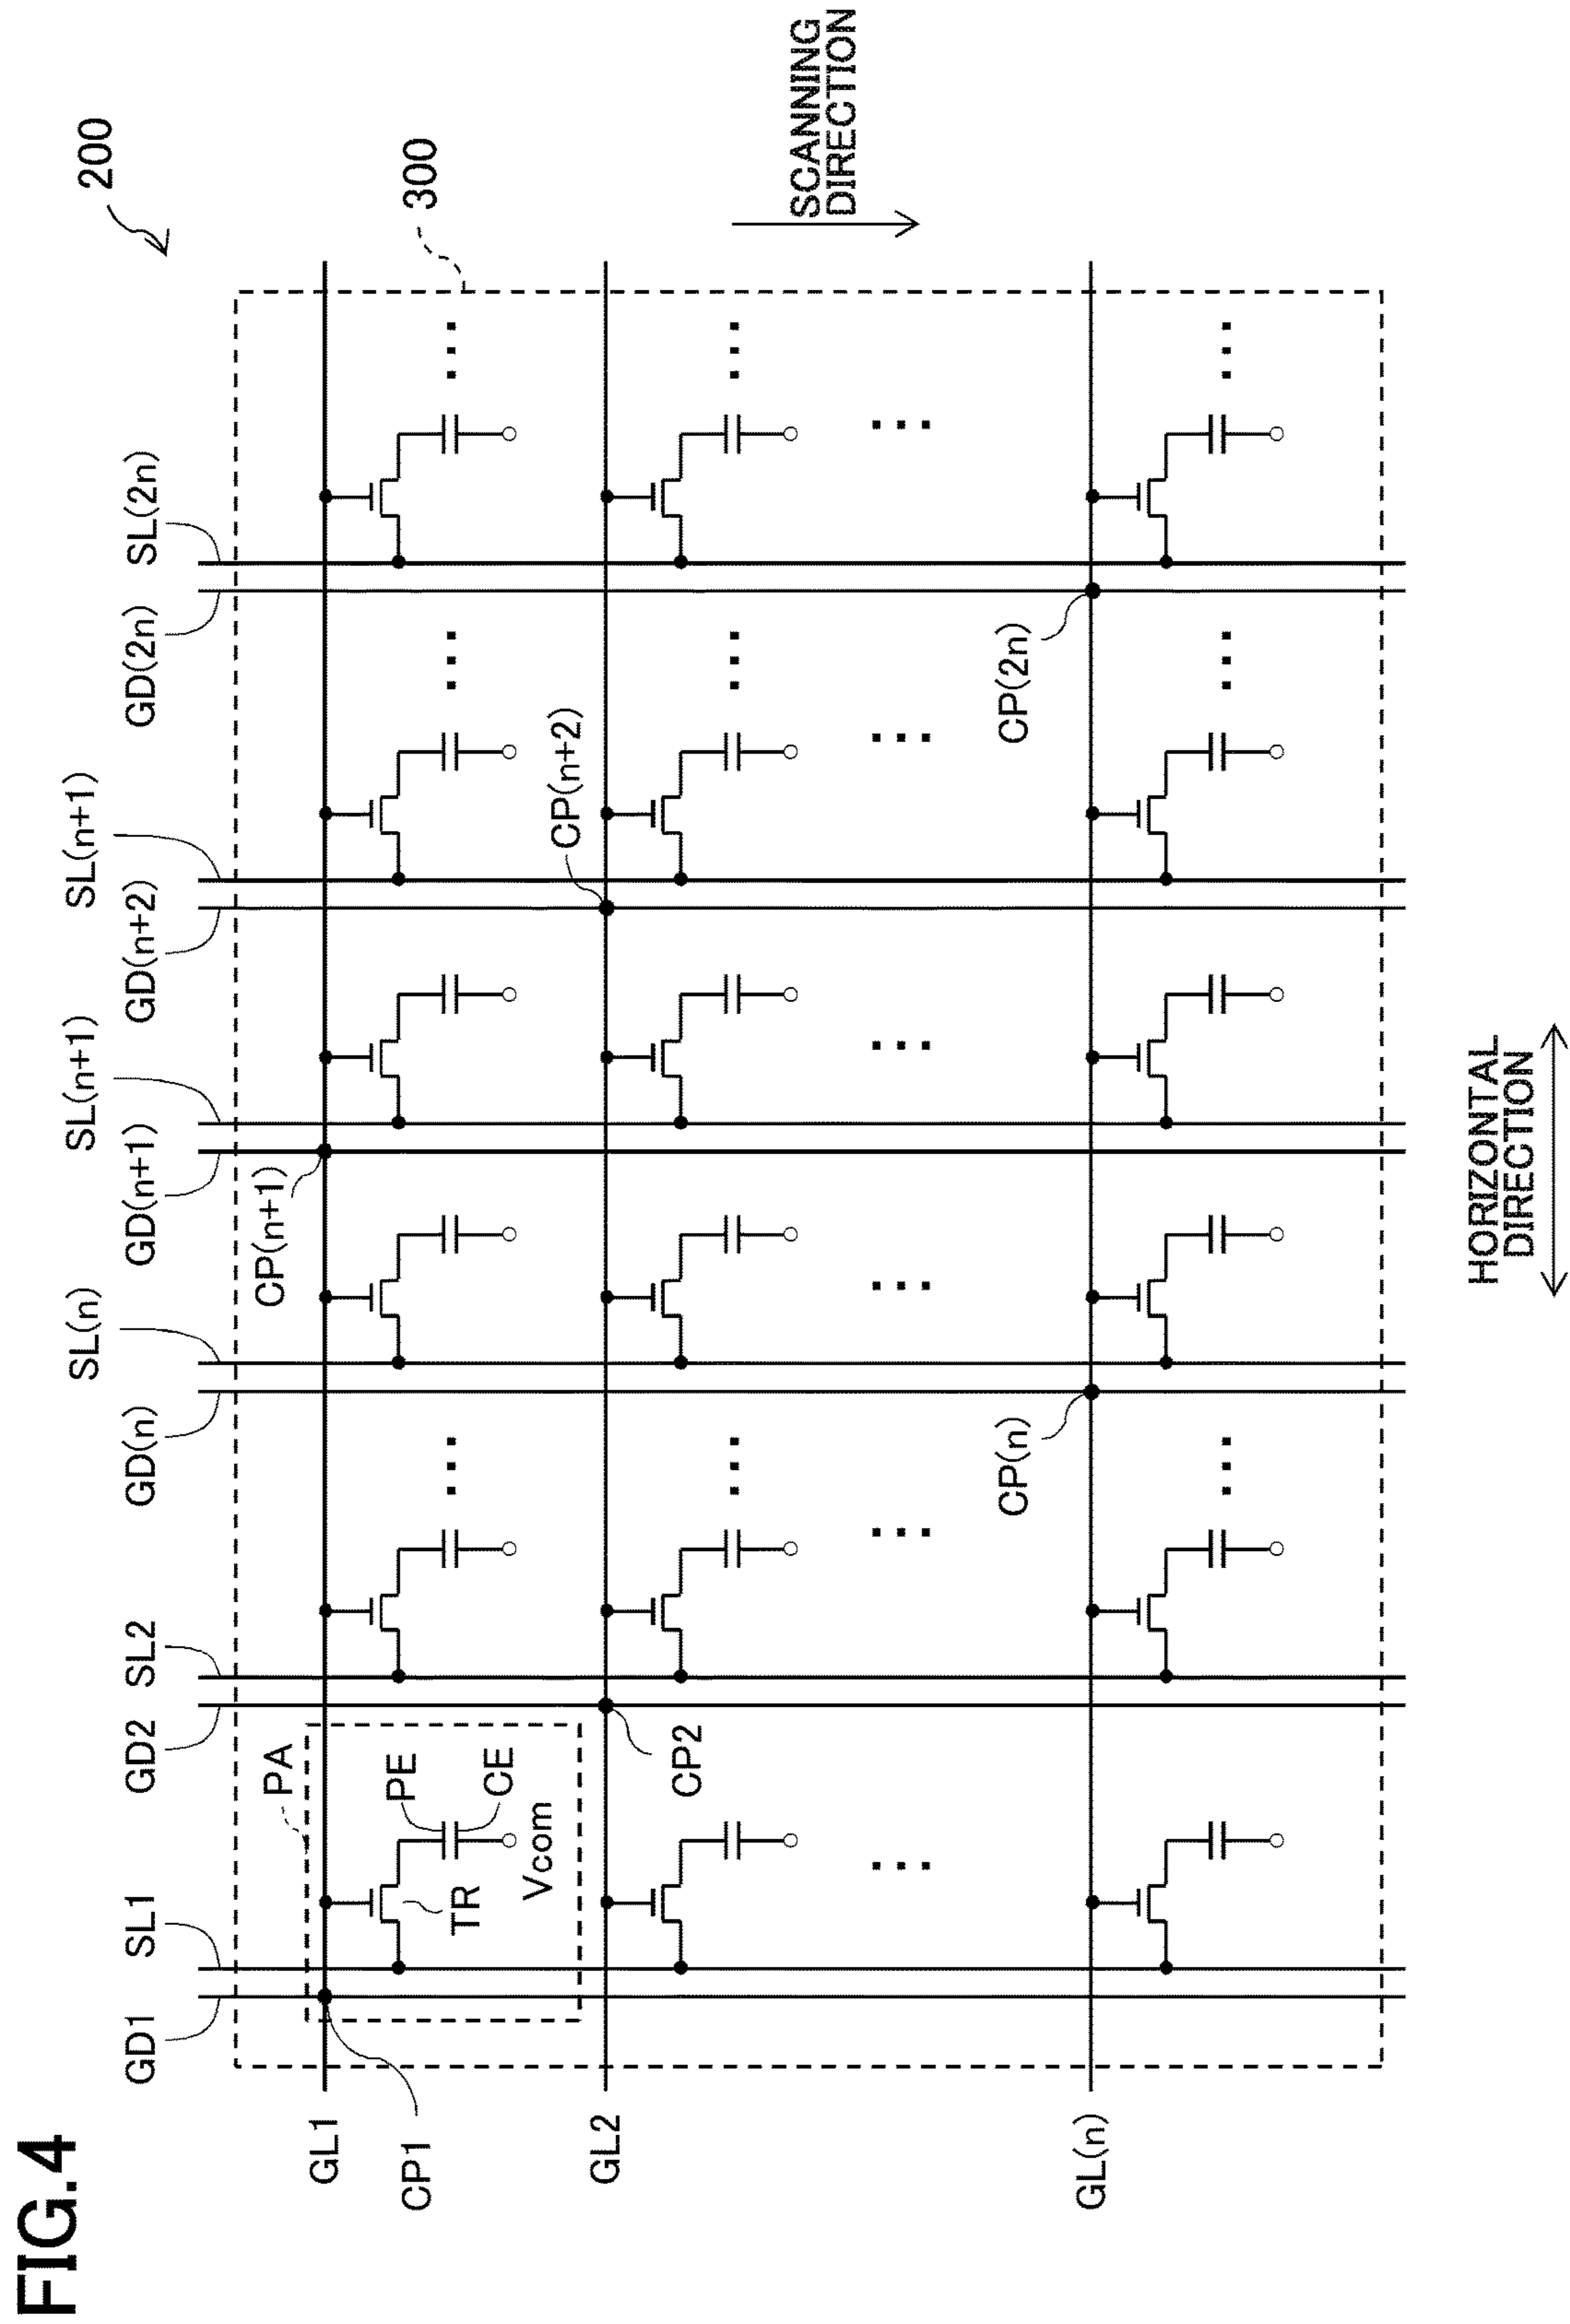 FIG.4
200
300
GD1
SL1
GD2
SL2
GD(n)
SL(n)
GD(n+1)
SL(n+1)
GD(n+2)
SL(n+1)
GD(2n)
SL(2n)
PA
CP(n+1)
GL1
CP1
PE
CE
TR
Vcom
CP(n+2)
GL2
CP2
CP(n)
CP(2n)
GL(n)
SCANNING
DIRECTION
HORIZONTAL
DIRECTION